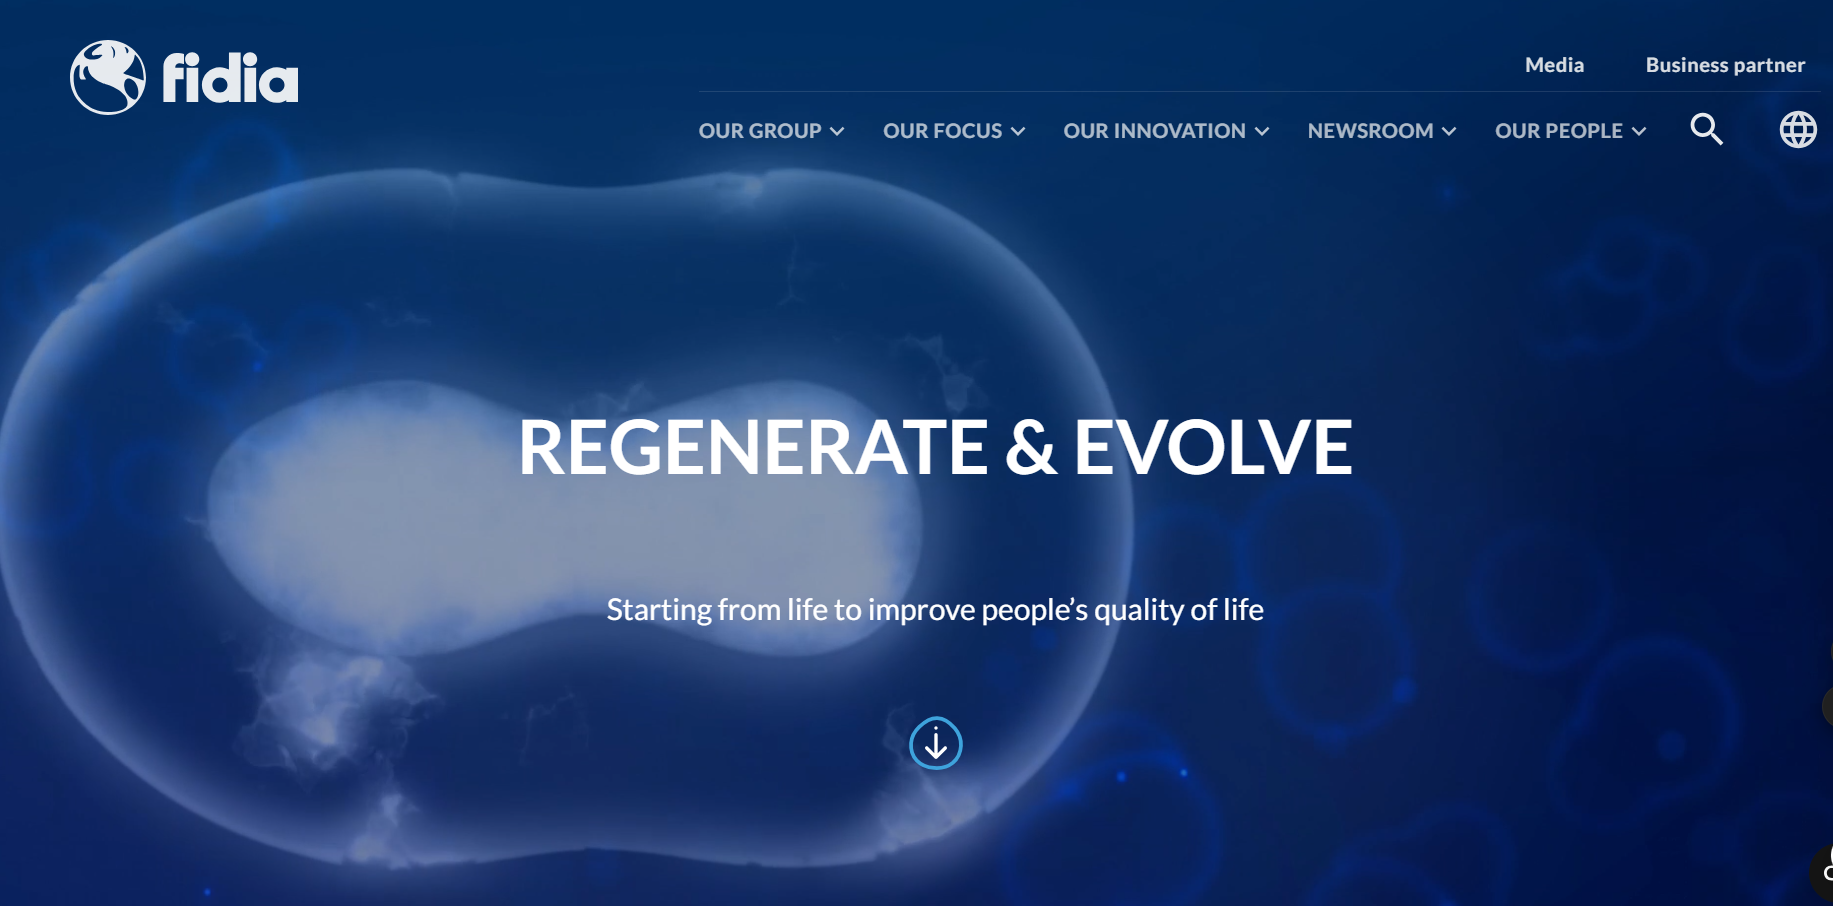 fidia
Media Business partner
OUR GROUP OUR FOCUS OUR INNOVATION NEWSROOM OUR PEOPLE
REGENERATE & EVOLVE
Starting from life to improve people’s quality of life